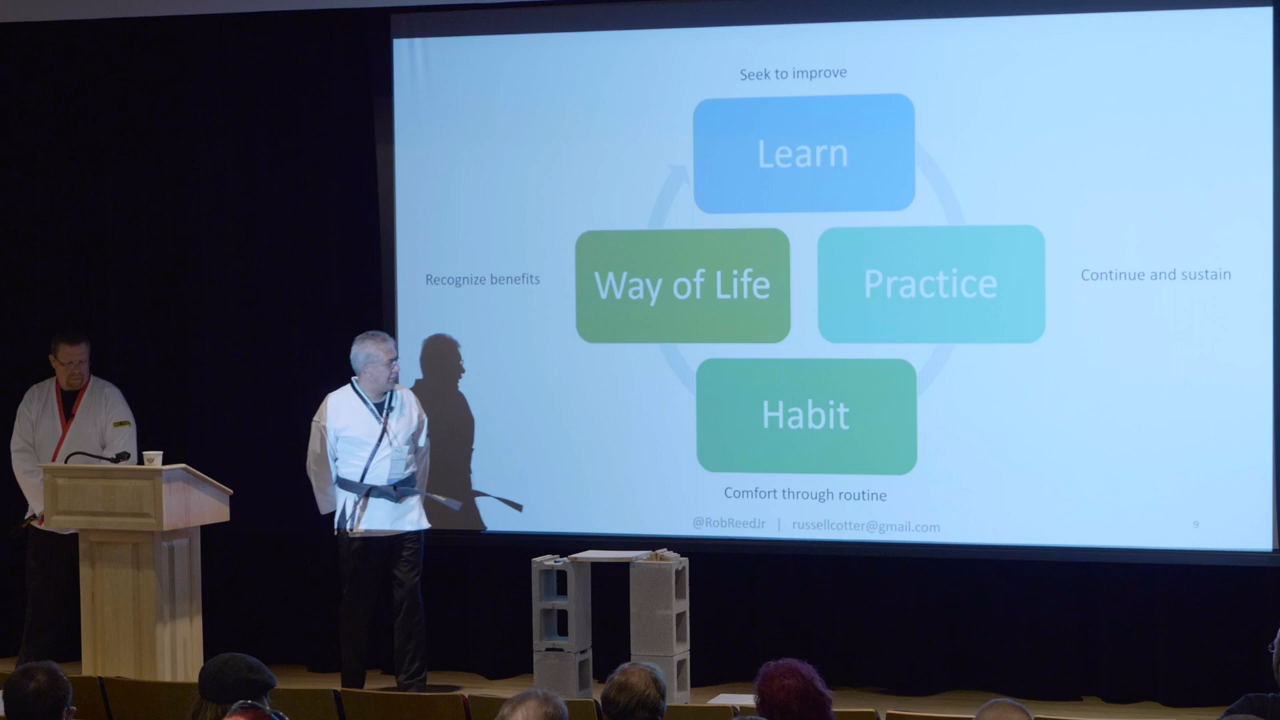 Seek to improve
Learn
Recognize benefits
Way of Life
Practice
Continue and sustain
Habit
Comfort through routine
@RobReedJr | russellcotter@gmail.com
9